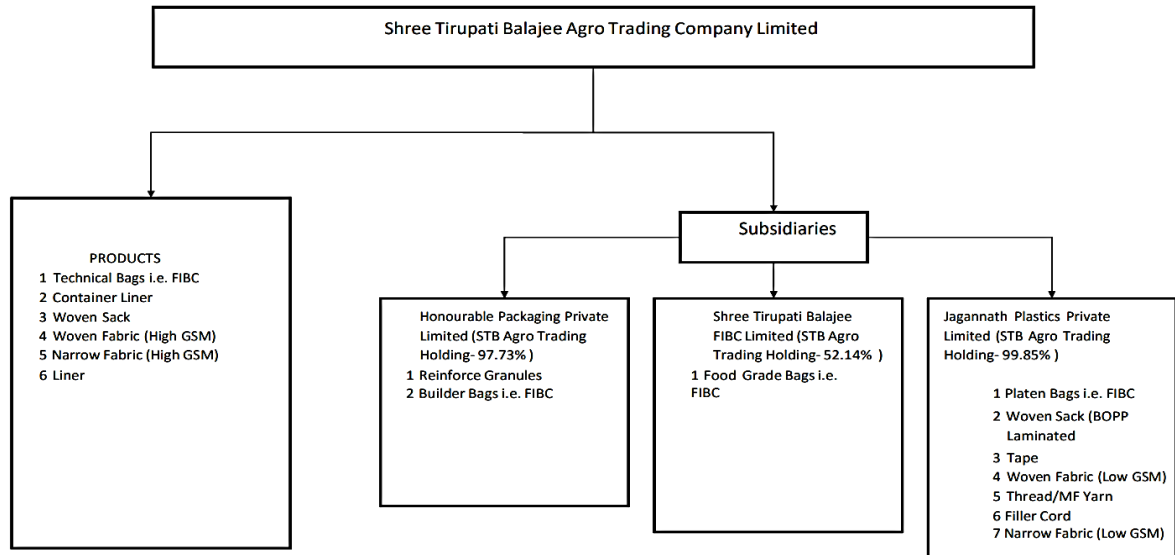 Shree Tirupati Balajee Agro Trading Company Limited
PRODUCTS
1 Technical Bags i.e. FIBC
2 Container Liner
3 Woven Sack
4 Woven Fabric (High GSM)
5 Narrow Fabric (High GSM)
6 Liner
Subsidiaries
Honourable Packaging Private
Limited (STB Agro Trading
Holding- 97.73% )
1 Reinforce Granules
2 Builder Bags i.e. FIBC
Shree Tirupati Balajee
FIBC Limited (STB Agro
Trading Holding- 52.14% )
1 Food Grade Bags i.e.
FIBC
Jagannath Plastics Private
Limited (STB Agro Trading
Holding- 99.85% )
1 Platen Bags i.e. FIBC
2 Woven Sack (BOPP
Laminated
3 Tape
4 Woven Fabric (Low GSM)
5 Thread/MF Yarn
6 Filler Cord
7 Narrow Fabric (Low GSM)